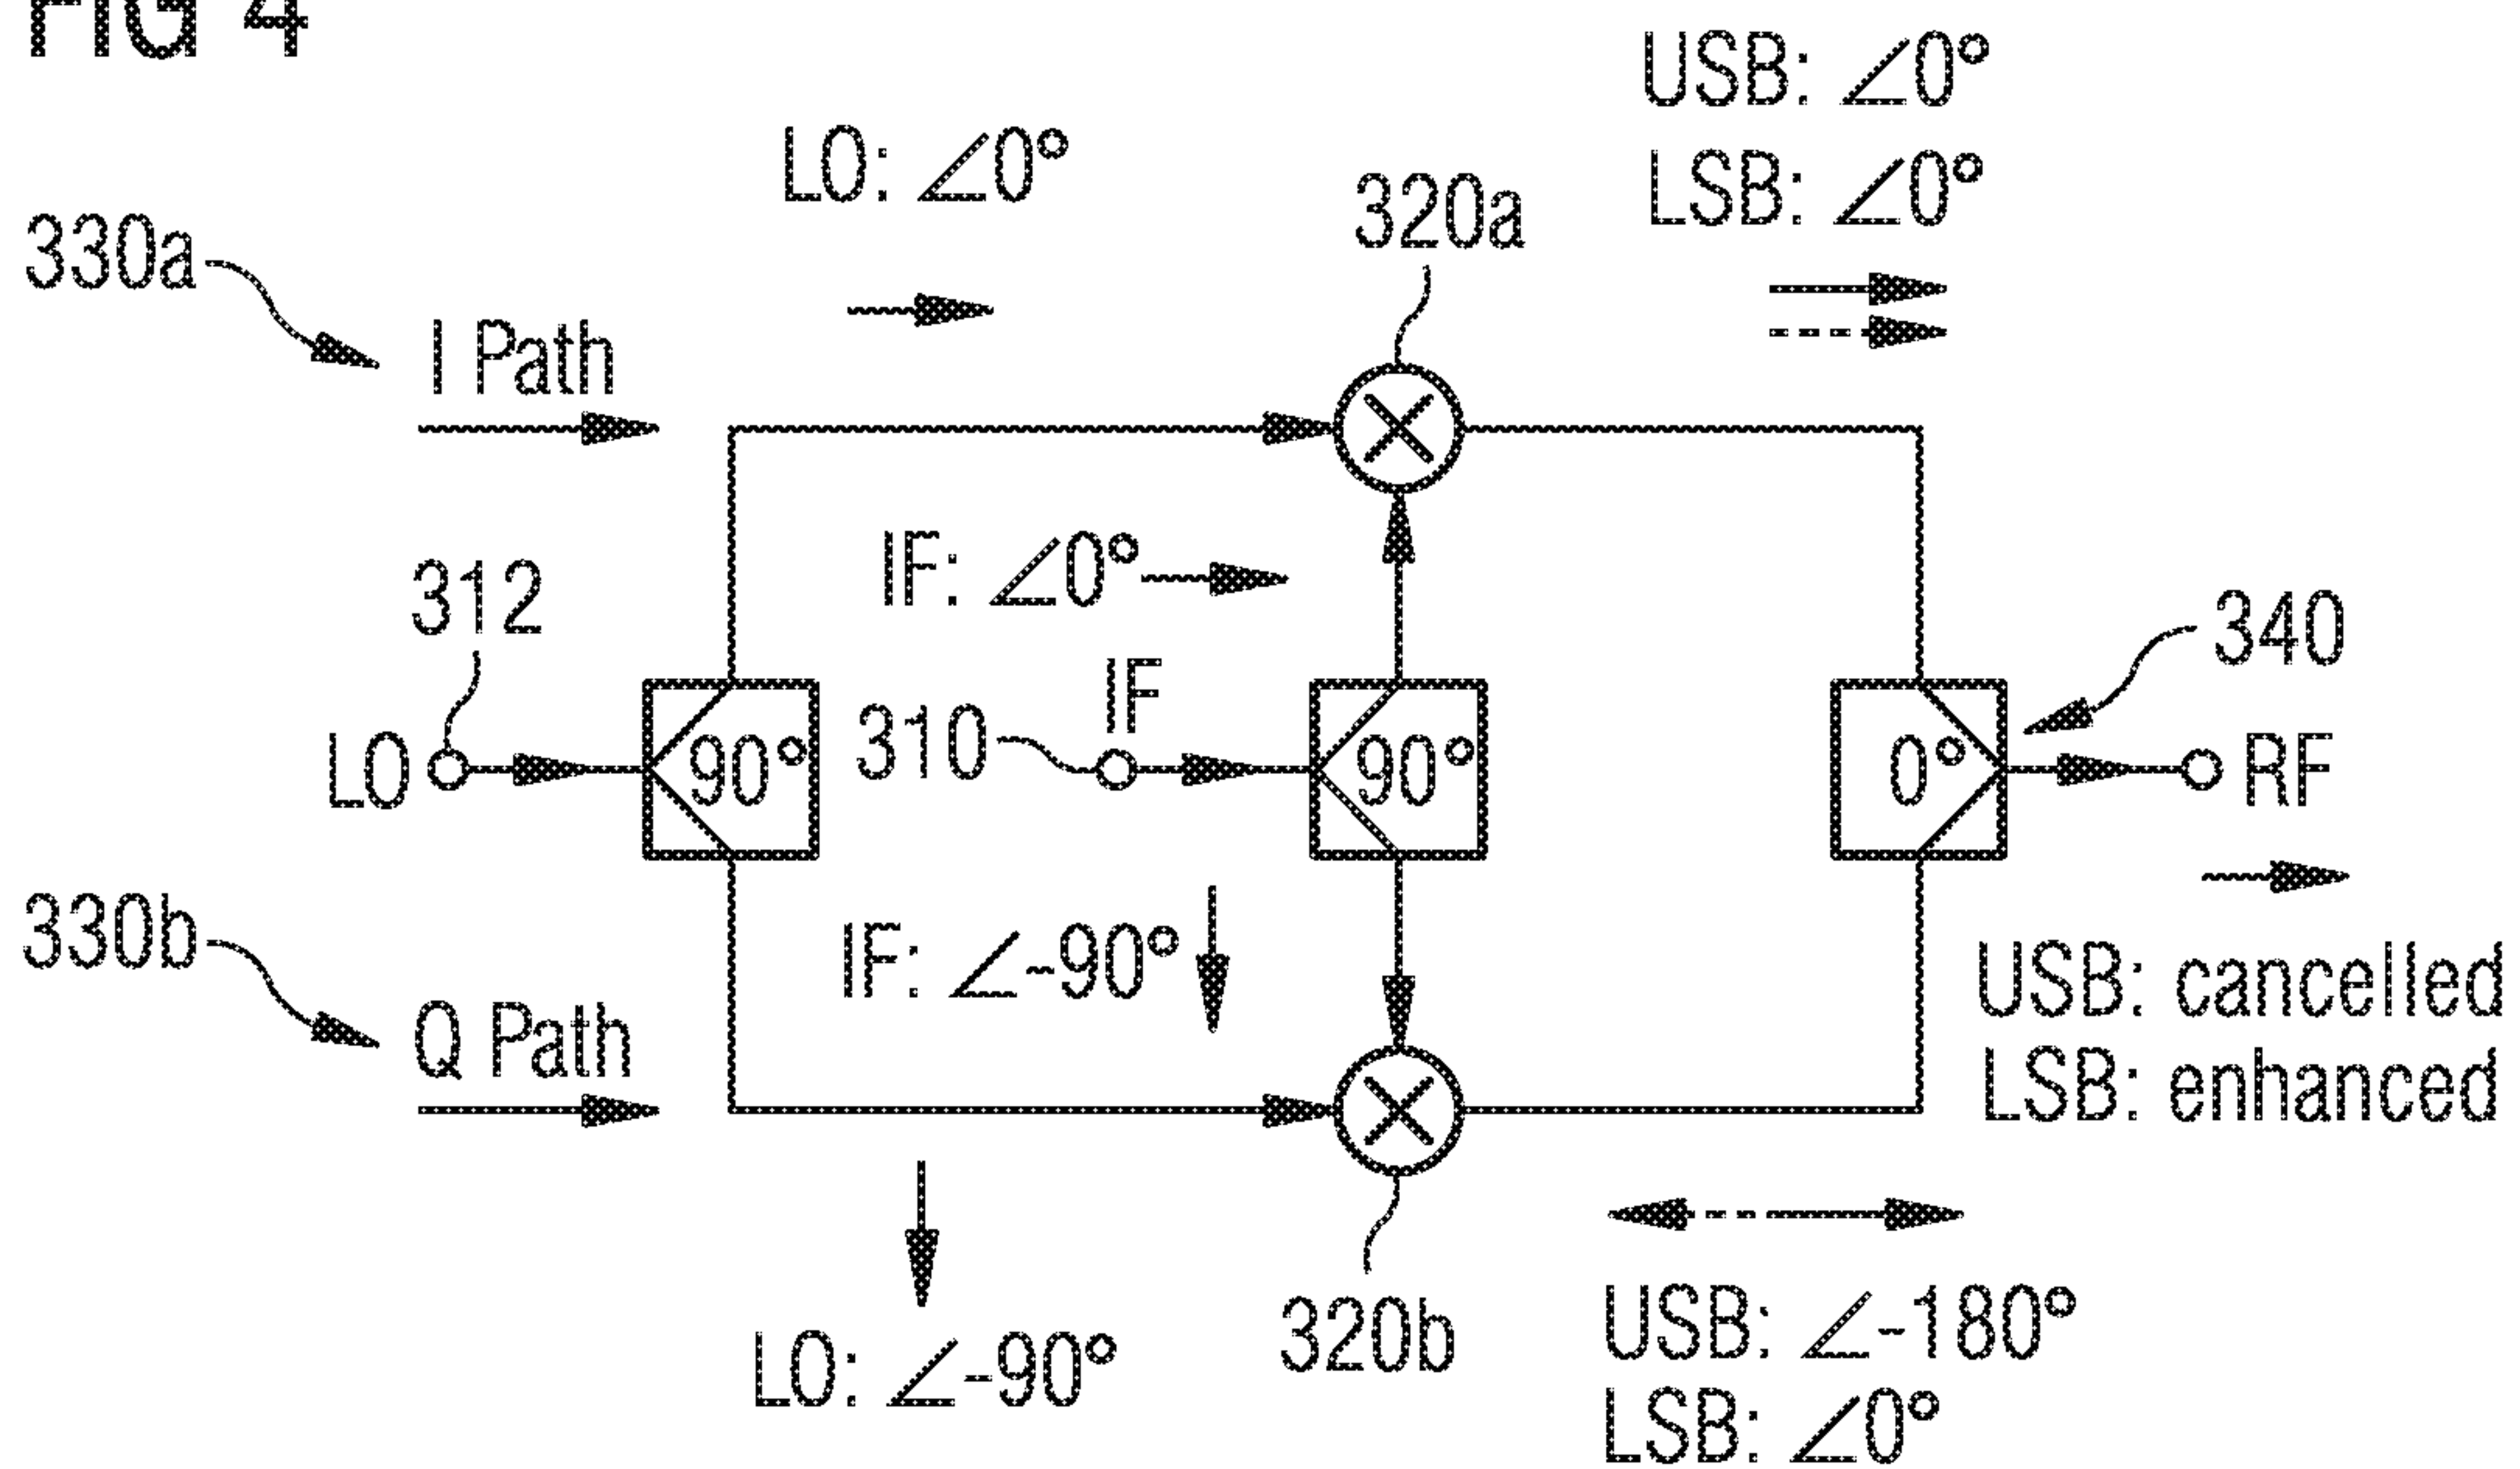 FIG 4
USB: ∠0°
LSB: ∠0°
LO: ∠0°
320a
330a
I Path
IF: ∠0°
312
340
IF
310
LO
90°
90°
0°
RF
330b
IF: ∠-90°
USB: cancelled
LSB: enhanced
Q Path
320b
USB: ∠-180°
LSB: ∠0°
LO: ∠-90°